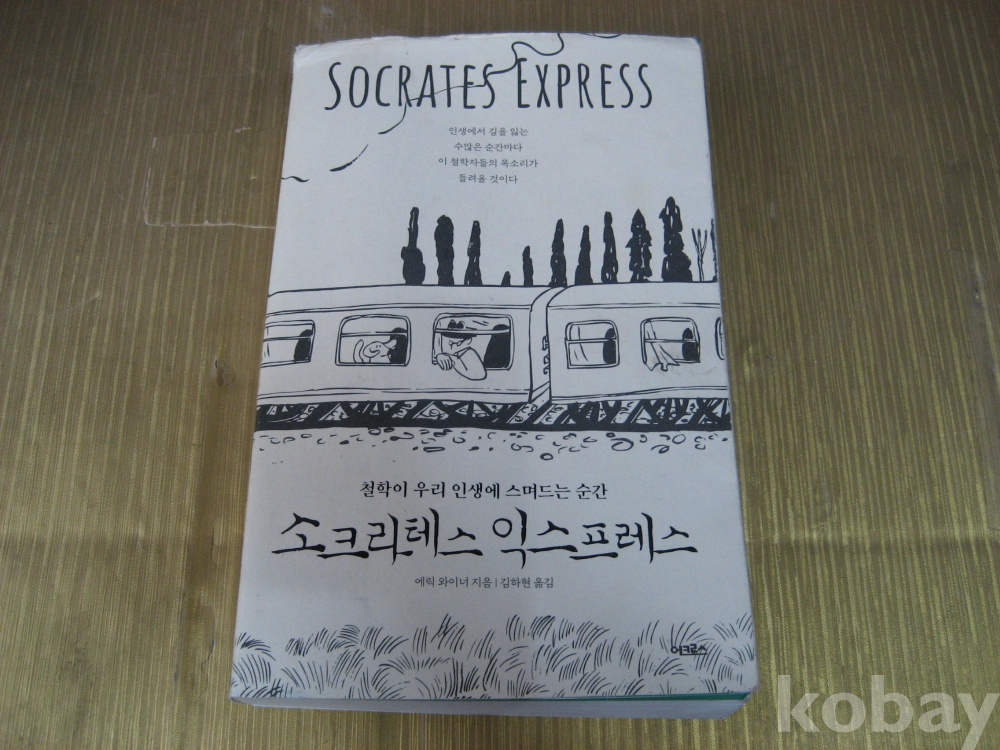 SOCRATES EXPRESS
인생에서 길을 잃는
수많은 순간마다
이 철학자들의 목소리가
들려올 것이다
철학이 우리 인생에 스며드는 순간
소크라테스 익스프레스
에릭 와이너 지음 | 김하현 옮김
어크로스
kobay